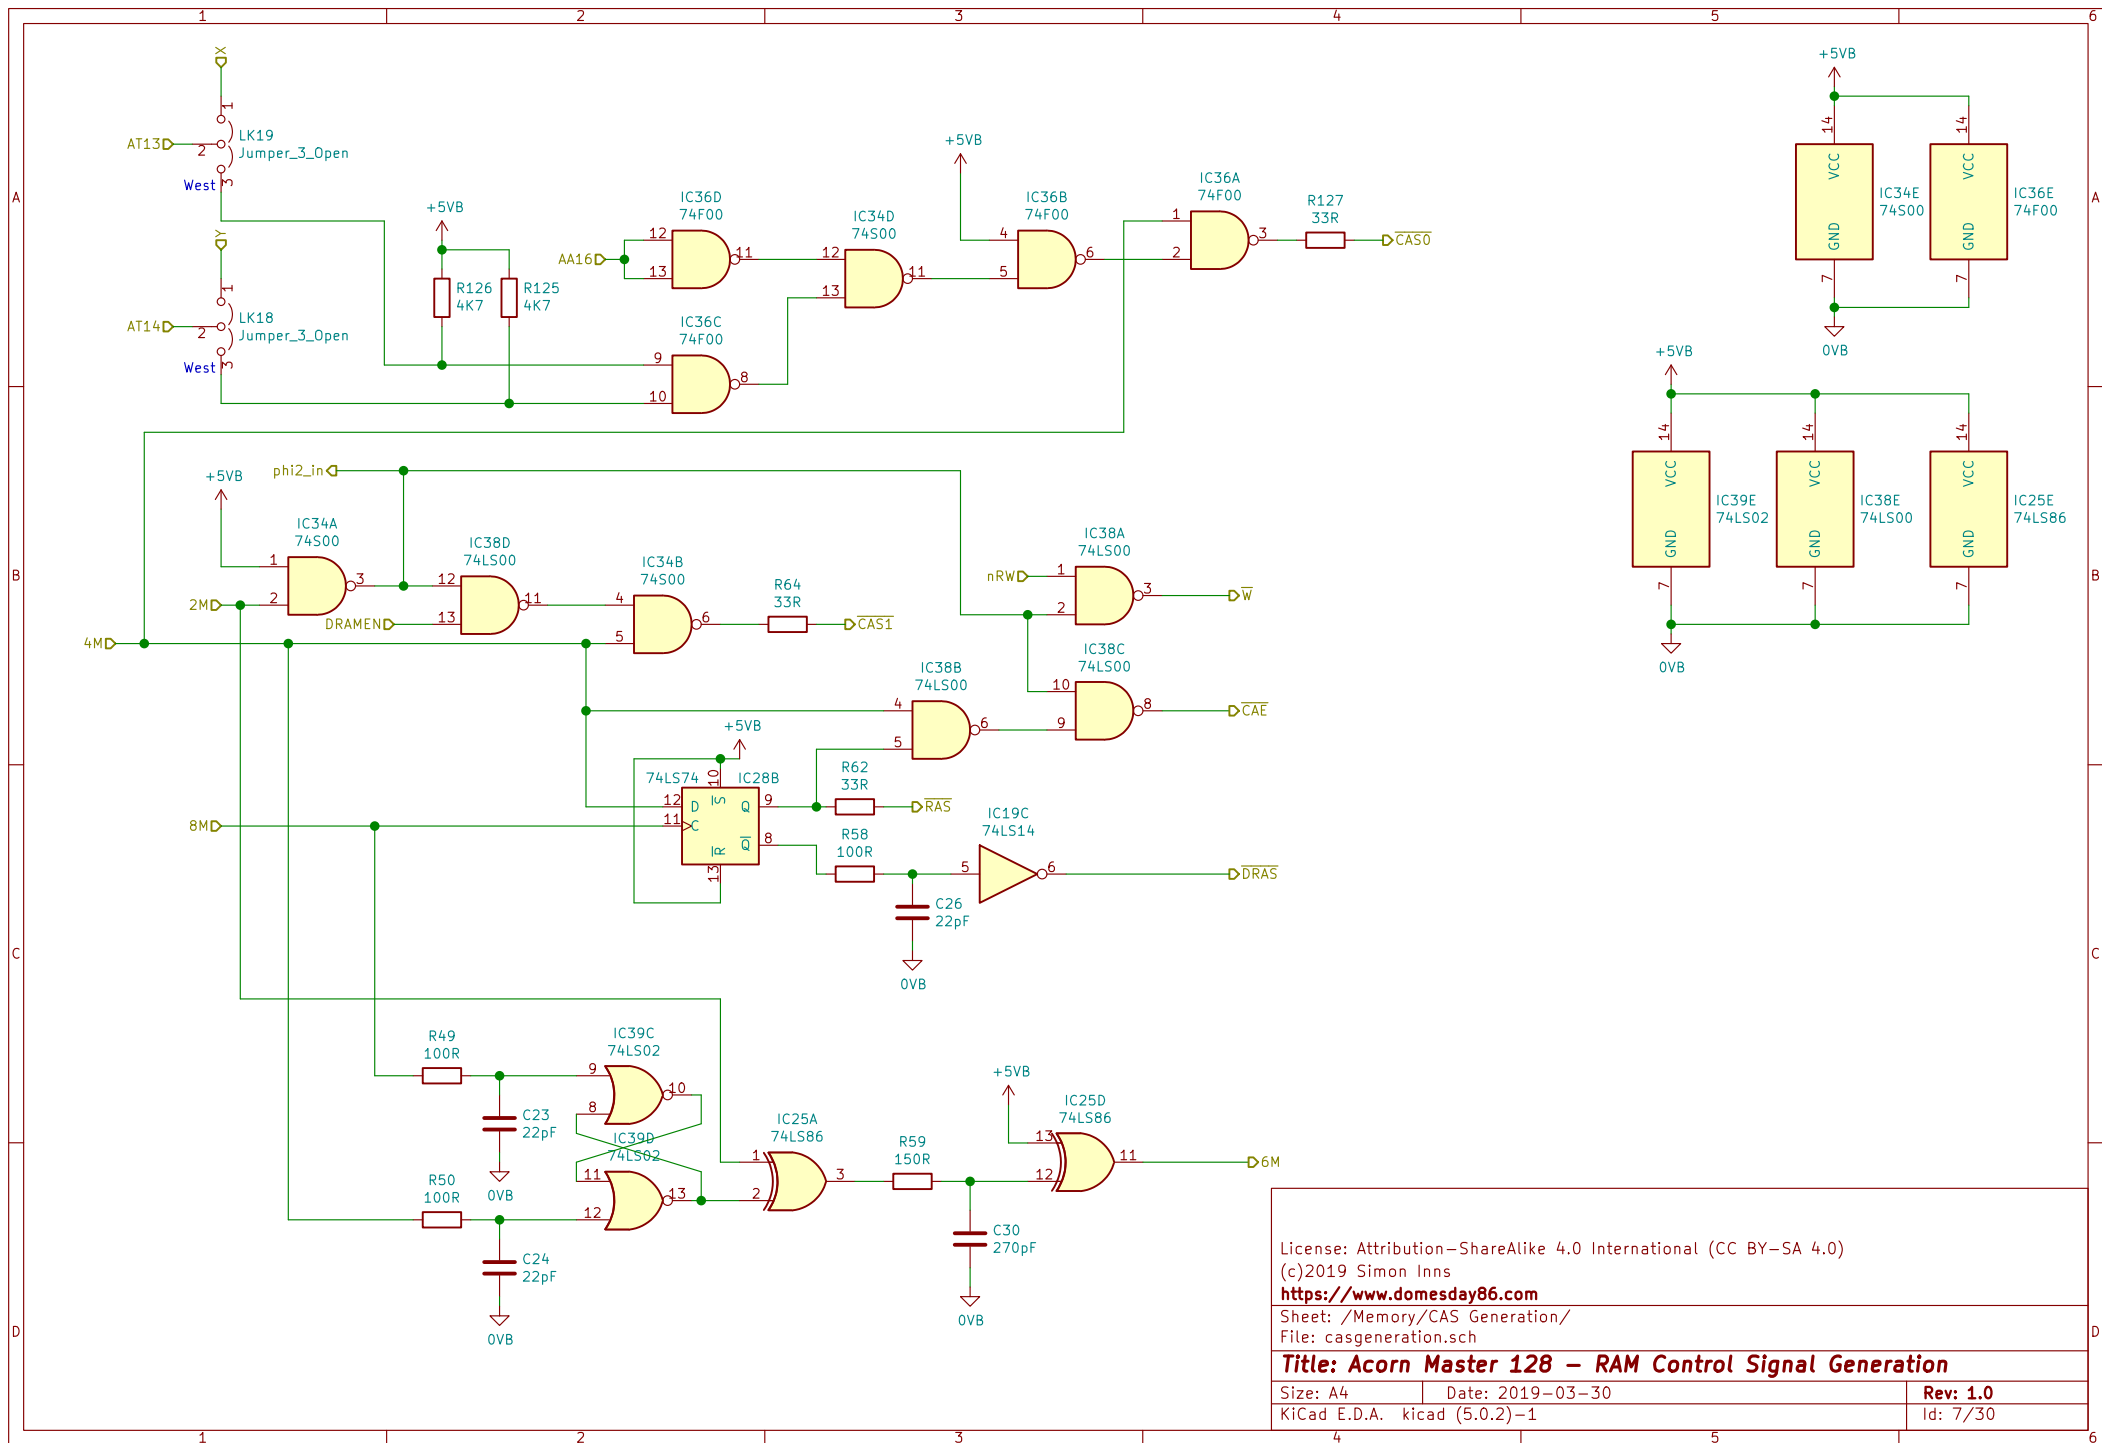 1 2 3 4 5 6
X
1
AT13
2
LK19
Jumper_3_Open
West
3
Y
1
AT14
2
LK18
Jumper_3_Open
West
3
+5VB
R126
4K7
R125
4K7
AA16
IC36D
74F00
12
13
11
IC36C
74F00
9
10
8
IC34D
74S00
12
13
11
+5VB
IC36B
74F00
4
5
6
IC36A
74F00
1
2
3
R127
33R
CAS0
+5VB
14
VCC
GND
7
IC34E
74S00
14
VCC
GND
7
IC36E
74F00
0VB
+5VB
14
VCC
GND
7
IC39E
74LS02
14
VCC
GND
7
IC38E
74LS00
14
VCC
GND
7
IC25E
74LS86
0VB
A
A
B
B
C
C
D
D
phi2_in
+5VB
IC34A
74S00
1
2
3
2M
4M
IC38D
74LS00
12
13
11
DRAMEN
IC34B
74S00
4
5
6
R64
33R
CAS1
nRW
IC38A
74LS00
1
2
3
W
IC38B
74LS00
4
5
6
IC38C
74LS00
10
9
8
CAE
+5VB
74LS74
IC28B
10
12
D
S
Q
9
8M
11
C
R
Q
8
13
R62
33R
RAS
R58
100R
C26
22pF
0VB
IC19C
74LS14
5
6
DRAS
R49
100R
C23
22pF
0VB
IC39C
74LS02
9
8
10
R50
100R
C24
22pF
0VB
IC39D
74LS02
11
12
13
IC25A
74LS86
1
2
3
R59
150R
C30
270pF
0VB
+5VB
IC25D
74LS86
13
12
11
6M
License: Attribution-ShareAlike 4.0 International (CC BY-SA 4.0)
(c)2019 Simon Inns
https://www.domesday86.com
Sheet: /Memory/CAS Generation/
File: casgeneration.sch
Title: Acorn Master 128 - RAM Control Signal Generation
Size: A4 Date: 2019-03-30 Rev: 1.0
KiCad E.D.A. kicad (5.0.2)-1 Id: 7/30
1 2 3 4 5 6